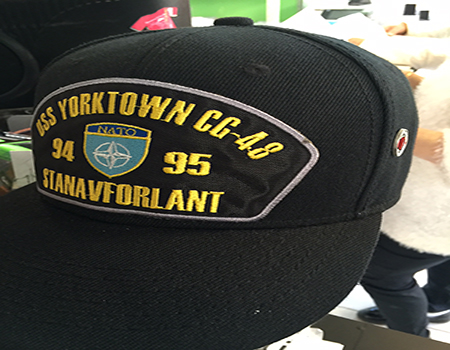 USS YORKTOWN CG-48
NATO
94 95
STANAVFORLANT